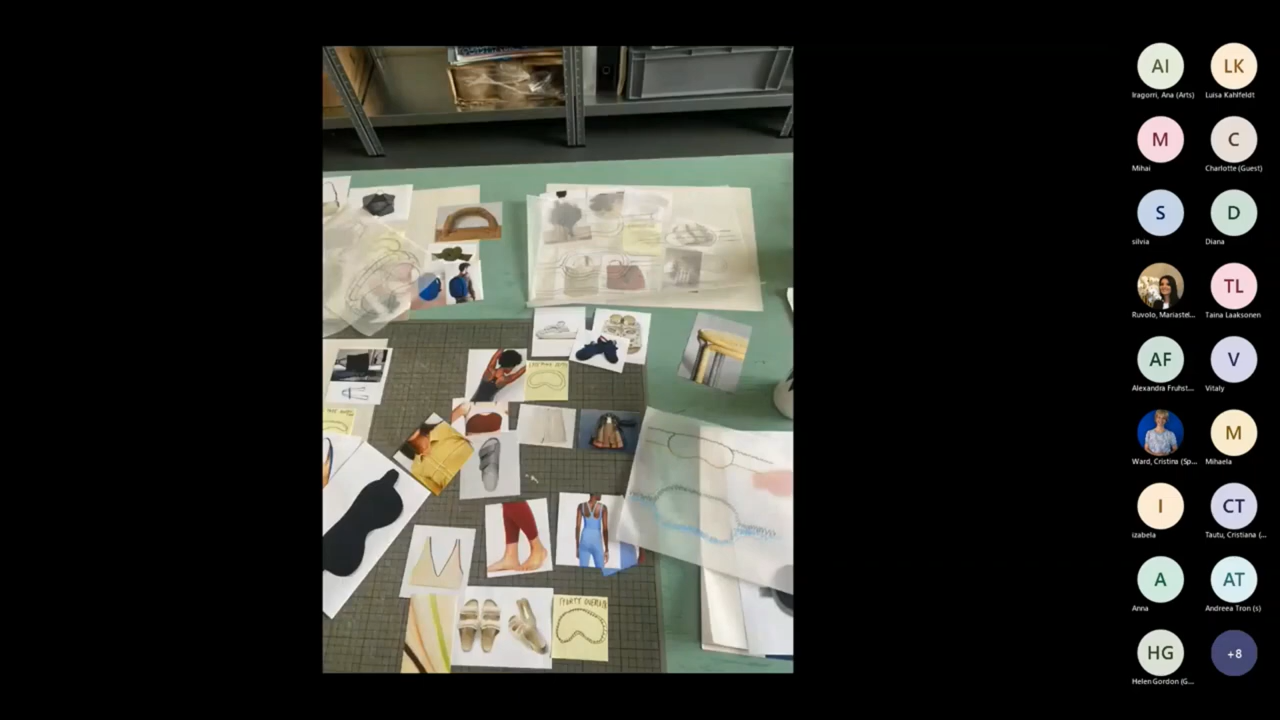 AI
LK
Iragorri, Ana (Arts)
Luisa Kahlfeldt
M
C
Mihai
Charlotte (Guest)
S
D
silvia
Diana
TL
Ruvolo, Mariastel...
Taina Laaksonen
AF
V
Alexandra Fruhst...
Vitaly
M
Ward, Cristina (Sp...
Mihaela
I
CT
izabela
Tautu, Cristiana (...
A
AT
Anna
Andreea Tron (s)
HG
+8
Helen Gordon (G...